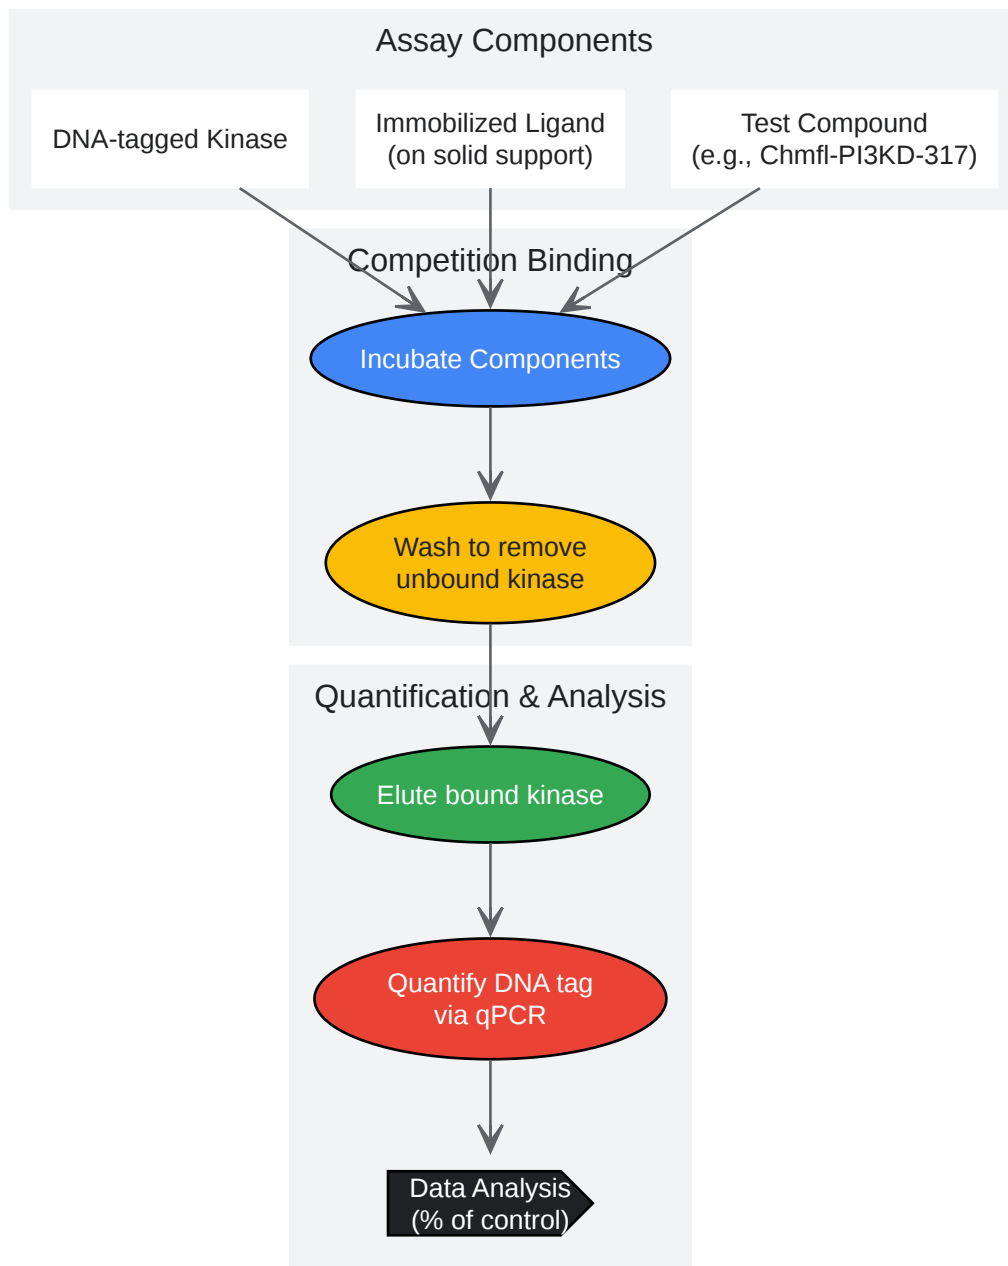 Assay Components
DNA-tagged Kinase
Immobilized Ligand
(on solid support)
Test Compound
(e.g., Chmfl-PI3KD-317)
Competition Binding
Incubate Components
Wash to remove
unbound kinase
Quantification & Analysis
Elute bound kinase
Quantify DNA tag
via qPCR
Data Analysis
(% of control)